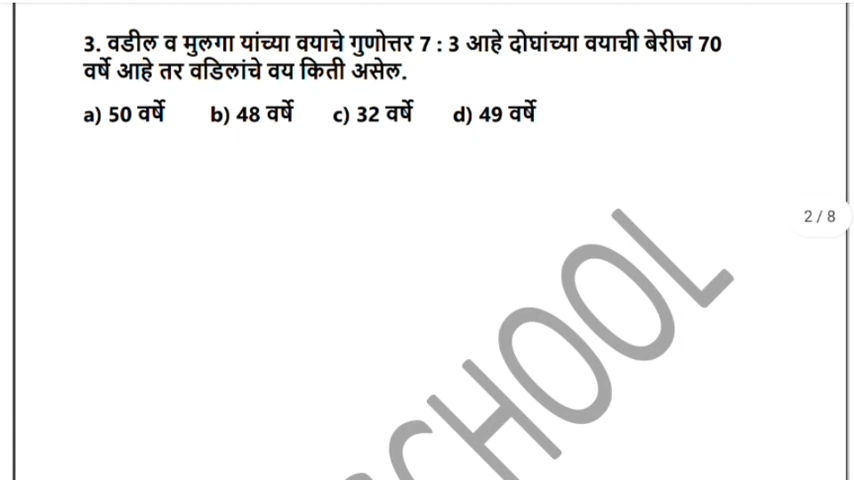 3. वडील व मुलगा यांच्या वयाचे गुणोत्तर 7 : 3 आहे दोघांच्या वयाची बेरीज 70
वर्षे आहे तर वडिलांचे वय किती असेल.
a) 50 वर्षे b) 48 वर्षे c) 32 वर्षे d) 49 वर्षे
2 / 8
SCHOOL